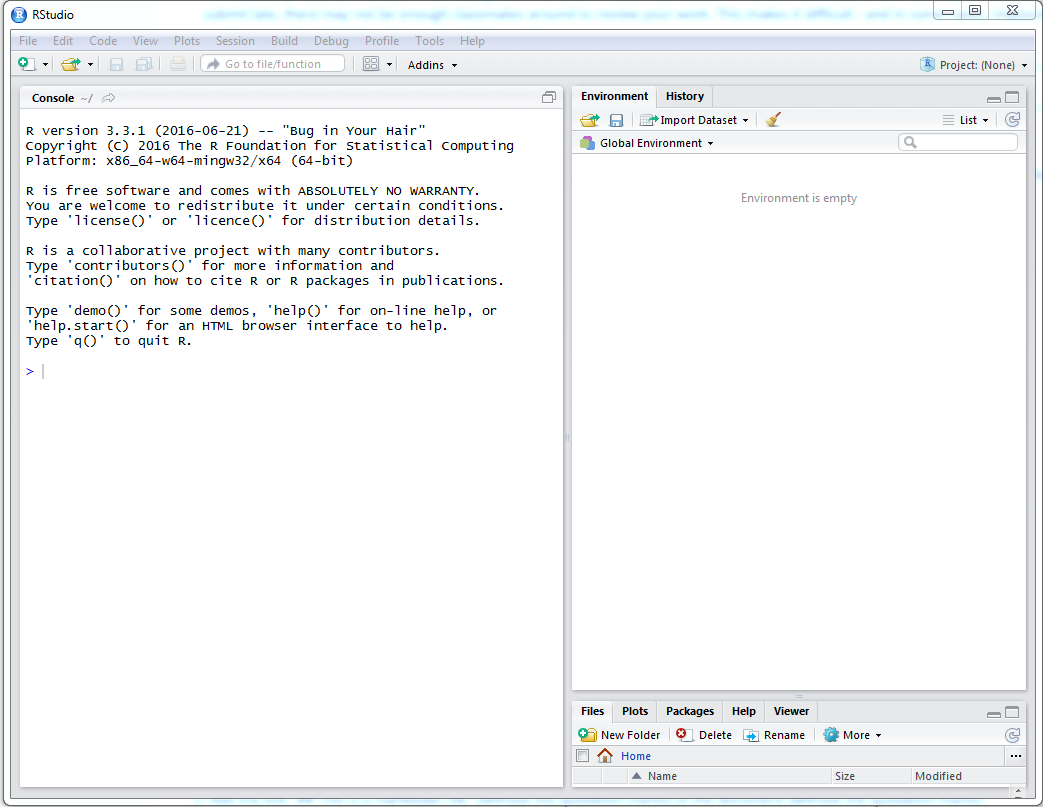 RStudio
File Edit Code View Plots Session Build Debug Profile Tools Help
Go to file/function Addins Project: (None)
Console ~/
R version 3.3.1 (2016-06-21) -- "Bug in Your Hair"
Copyright (C) 2016 The R Foundation for Statistical Computing
Platform: x86_64-w64-mingw32/x64 (64-bit)
R is free software and comes with ABSOLUTELY NO WARRANTY.
You are welcome to redistribute it under certain conditions.
Type 'license()' or 'licence()' for distribution details.
R is a collaborative project with many contributors.
Type 'contributors()' for more information and
'citation()' on how to cite R or R packages in publications.
Type 'demo()' for some demos, 'help()' for on-line help, or
'help.start()' for an HTML browser interface to help.
Type 'q()' to quit R.
>
Environment History
Import Dataset List
Global Environment
Environment is empty
Files Plots Packages Help Viewer
New Folder Delete Rename More
Home ...
Name Size Modified